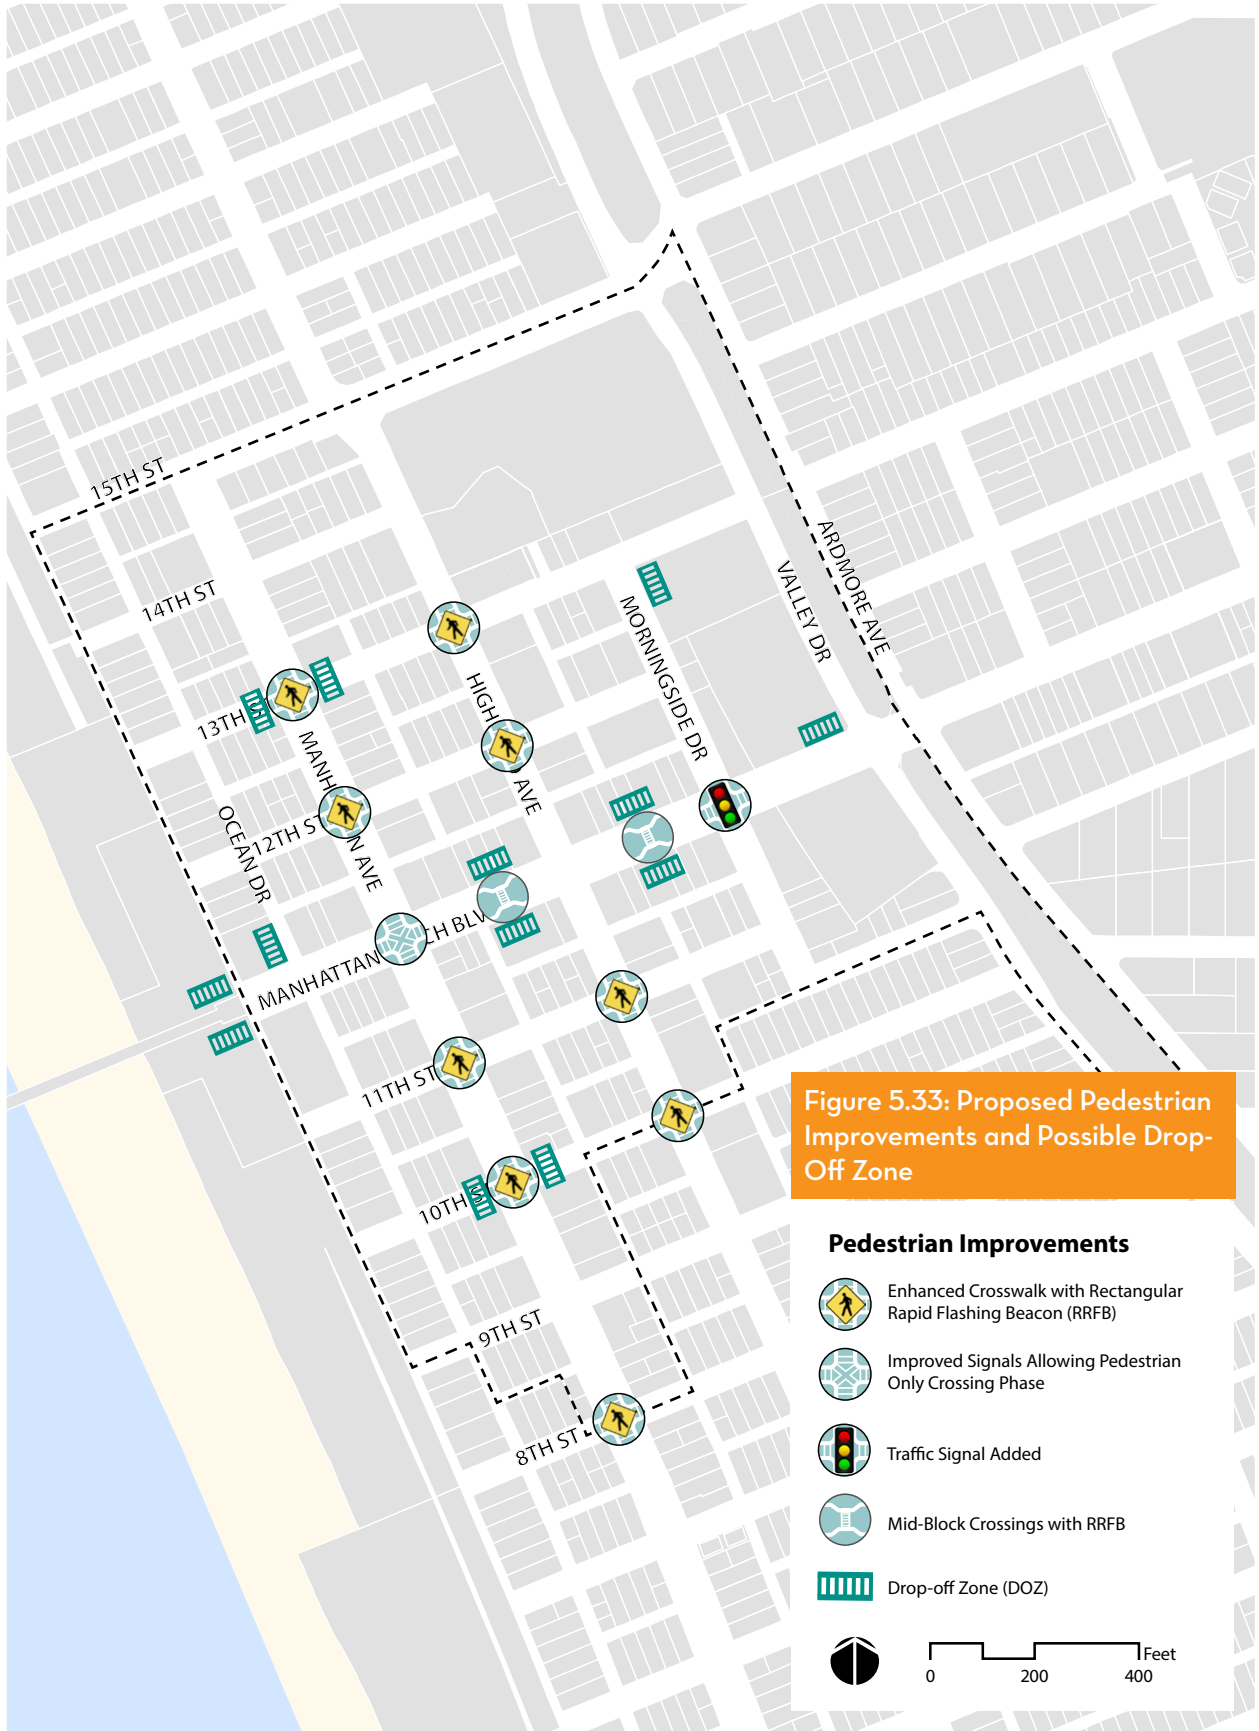 15TH ST
14TH ST
13TH S
12TH ST
OCEAN DR
MANH
N AVE
HIGH
AVE
MORNINGSIDE DR
VALLEY DR
ARDMORE AVE
MANHATTAN
CH BLV
11TH ST
10TH S
9TH ST
8TH ST
Figure 5.33: Proposed Pedestrian
Improvements and Possible Drop-
Off Zone
Pedestrian Improvements
Enhanced Crosswalk with Rectangular
Rapid Flashing Beacon (RRFB)
Improved Signals Allowing Pedestrian
Only Crossing Phase
Traffic Signal Added
Mid-Block Crossings with RRFB
Drop-off Zone (DOZ)
Feet
0 200 400